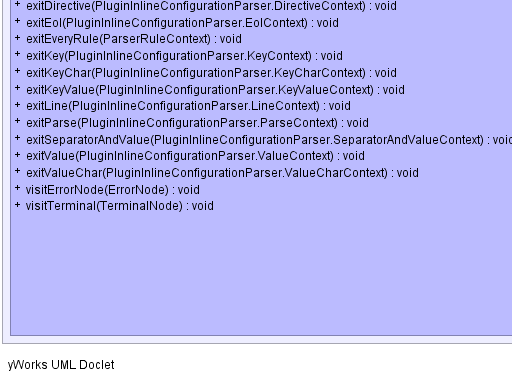 + exitDirective(PluginInlineConfigurationParser.DirectiveContext) : void
+ exitEol(PluginInlineConfigurationParser.EolContext) : void
+ exitEveryRule(ParserRuleContext) : void
+ exitKey(PluginInlineConfigurationParser.KeyContext) : void
+ exitKeyChar(PluginInlineConfigurationParser.KeyCharContext) : void
+ exitKeyValue(PluginInlineConfigurationParser.KeyValueContext) : void
+ exitLine(PluginInlineConfigurationParser.LineContext) : void
+ exitParse(PluginInlineConfigurationParser.ParseContext) : void
+ exitSeparatorAndValue(PluginInlineConfigurationParser.SeparatorAndValueContext) : void
+ exitValue(PluginInlineConfigurationParser.ValueContext) : void
+ exitValueChar(PluginInlineConfigurationParser.ValueCharContext) : void
+ visitErrorNode(ErrorNode) : void
+ visitTerminal(TerminalNode) : void
yWorks UML Doclet